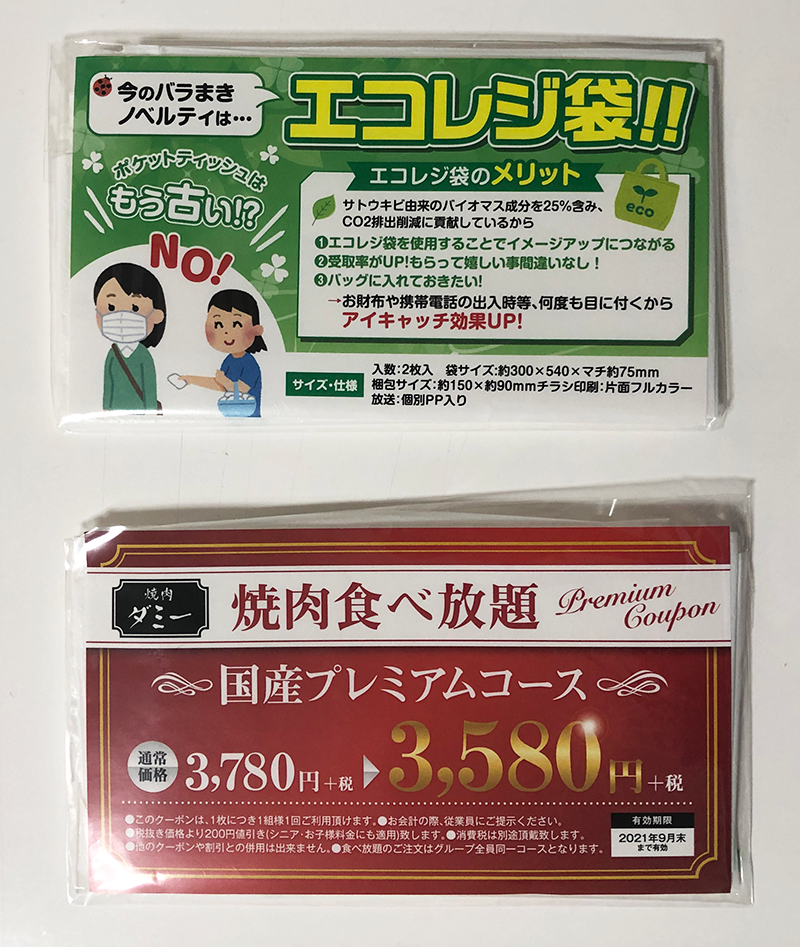 今のバラまき
ノベルティは…
エコレジ袋!!
ポケットティッシュは
もう古い!?
NO!
エコレジ袋のメリット
サトウキビ由来のバイオマス成分を25%含み、
CO2排出削減に貢献しているから
①エコレジ袋を使用することでイメージアップにつながる
②受取率がUP!もらって嬉しい事間違いなし!
③バッグに入れておきたい!
→お財布や携帯電話の出入時等、何度も目に付くから
アイキャッチ効果UP!
eco
サイズ・仕様
入数:2枚入 袋サイズ:約300×540×マチ約75mm
梱包サイズ:約150×約90mmチラシ印刷:片面フルカラー
放送:個別PP入り
焼肉
ダミー
焼肉食べ放題
Premium
Coupon
国産プレミアムコース
通常
価格
3,780円+税
3,580円+税
●このクーポンは、1枚につき1組様1回ご利用頂けます。●お会計の際、従業員にご提示ください。
●税抜き価格より200円値引き(シニア・お子様料金にも適用)致します。●消費税は別途頂戴致します。
●他のクーポンや割引との併用は出来ません。●食べ放題のご注文はグループ全員同一コースとなります。
有効期限
2021年9月末
まで有効